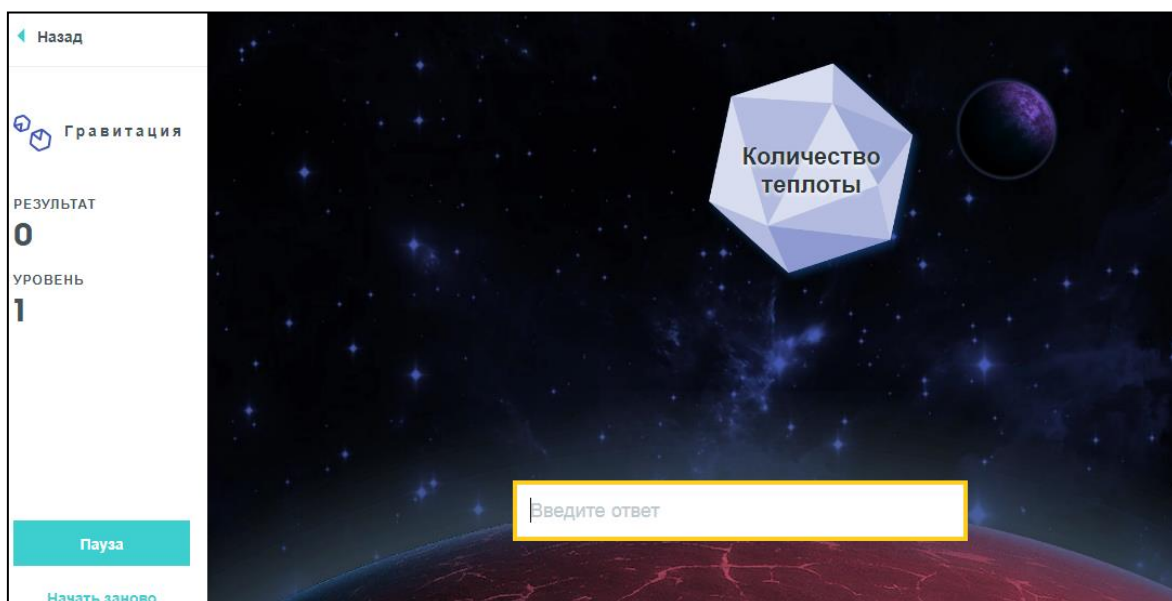 Назад
Гравитация
РЕЗУЛЬТАТ
0
УРОВЕНЬ
1
Пауза
Начать заново
Количество
теплоты
Введите ответ